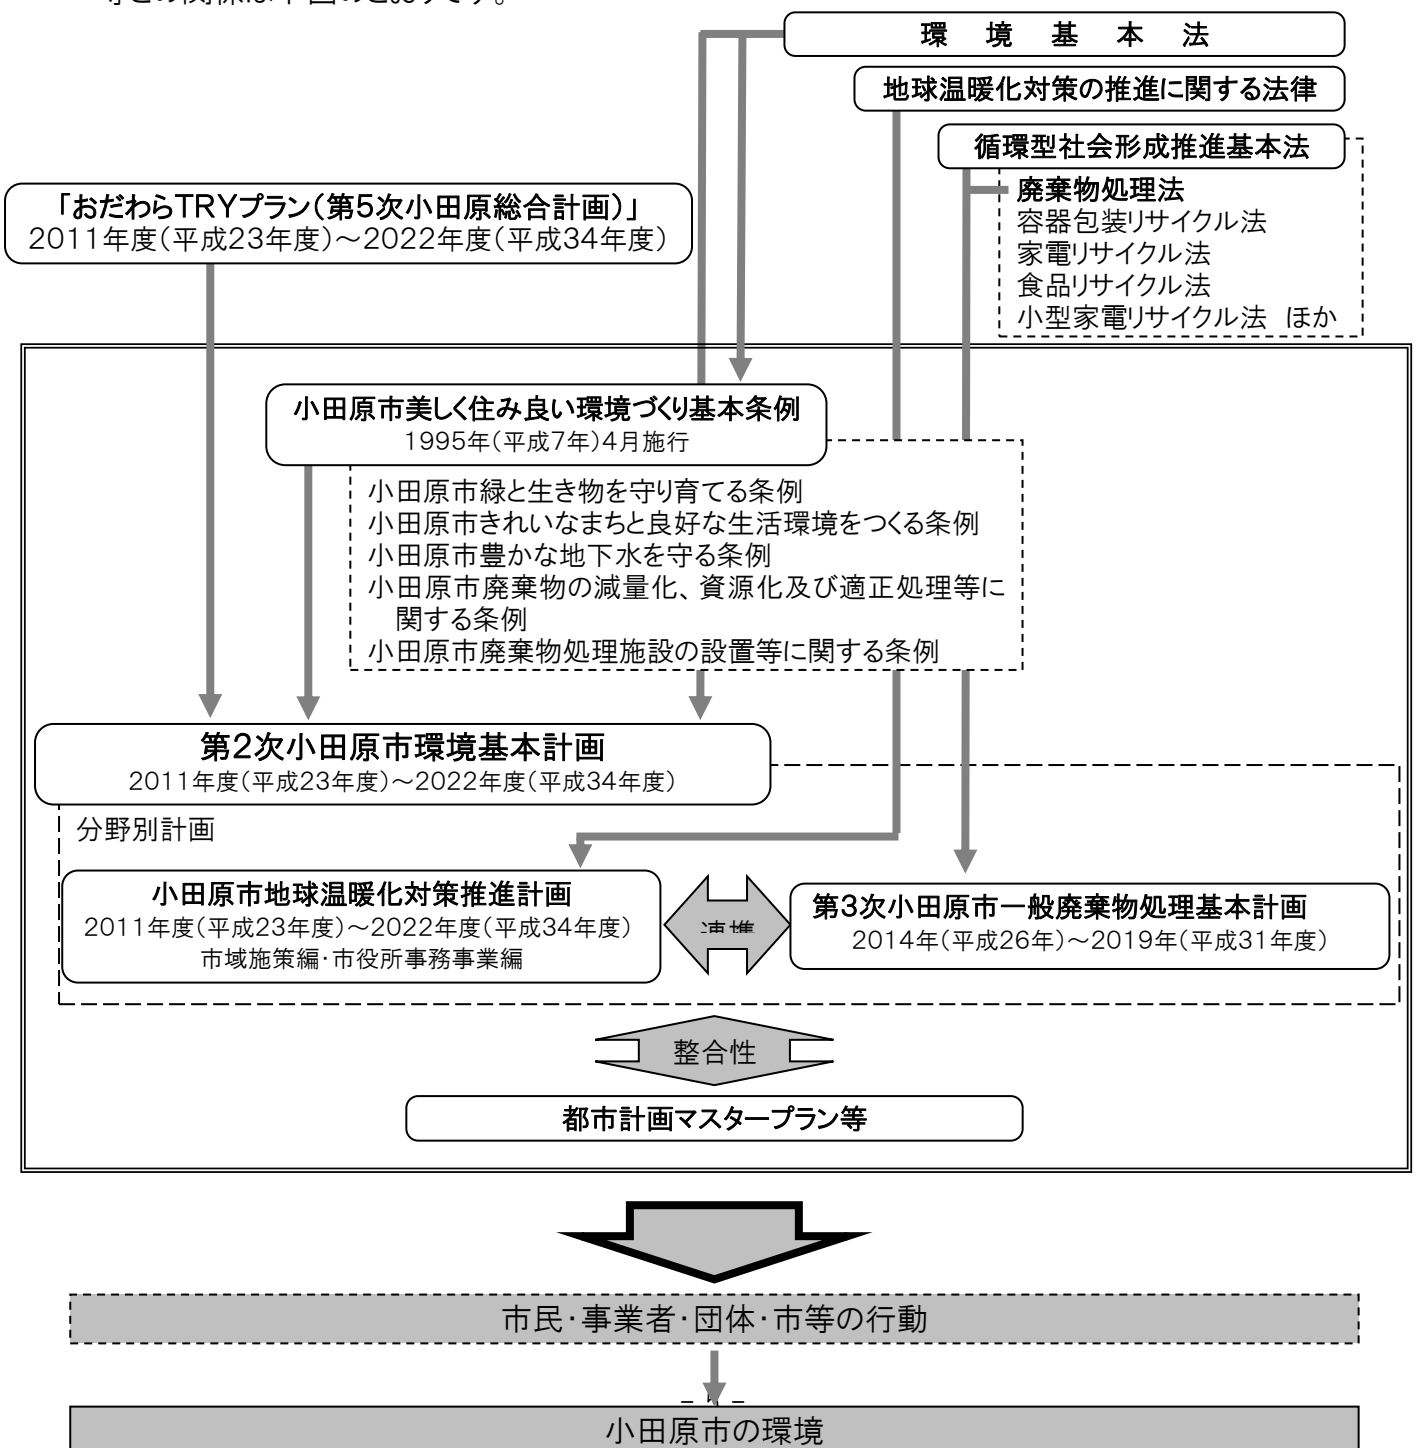 環 境 基 本 法
地球温暖化対策の推進に関する法律
循環型社会形成推進基本法
廃棄物処理法
容器包装リサイクル法
家電リサイクル法
食品リサイクル法
小型家電リサイクル法 ほか
「おだわらTRYプラン(第5次小田原総合計画)」
2011年度(平成23年度)～2022年度(平成34年度)
小田原市美しく住み良い環境づくり基本条例
1995年(平成7年)4月施行
小田原市緑と生き物を守り育てる条例
小田原市きれいなまちと良好な生活環境をつくる条例
小田原市豊かな地下水を守る条例
小田原市廃棄物の減量化、資源化及び適正処理等に
関する条例
小田原市廃棄物処理施設の設置等に関する条例
第2次小田原市環境基本計画
2011年度(平成23年度)～2022年度(平成34年度)
分野別計画
小田原市地球温暖化対策推進計画
2011年度(平成23年度)～2022年度(平成34年度)
市域施策編・市役所事務事業編
連携
第3次小田原市一般廃棄物処理基本計画
2014年(平成26年)～2019年(平成31年度)
整合性
都市計画マスタープラン等
市民・事業者・団体・市等の行動
小田原市の環境